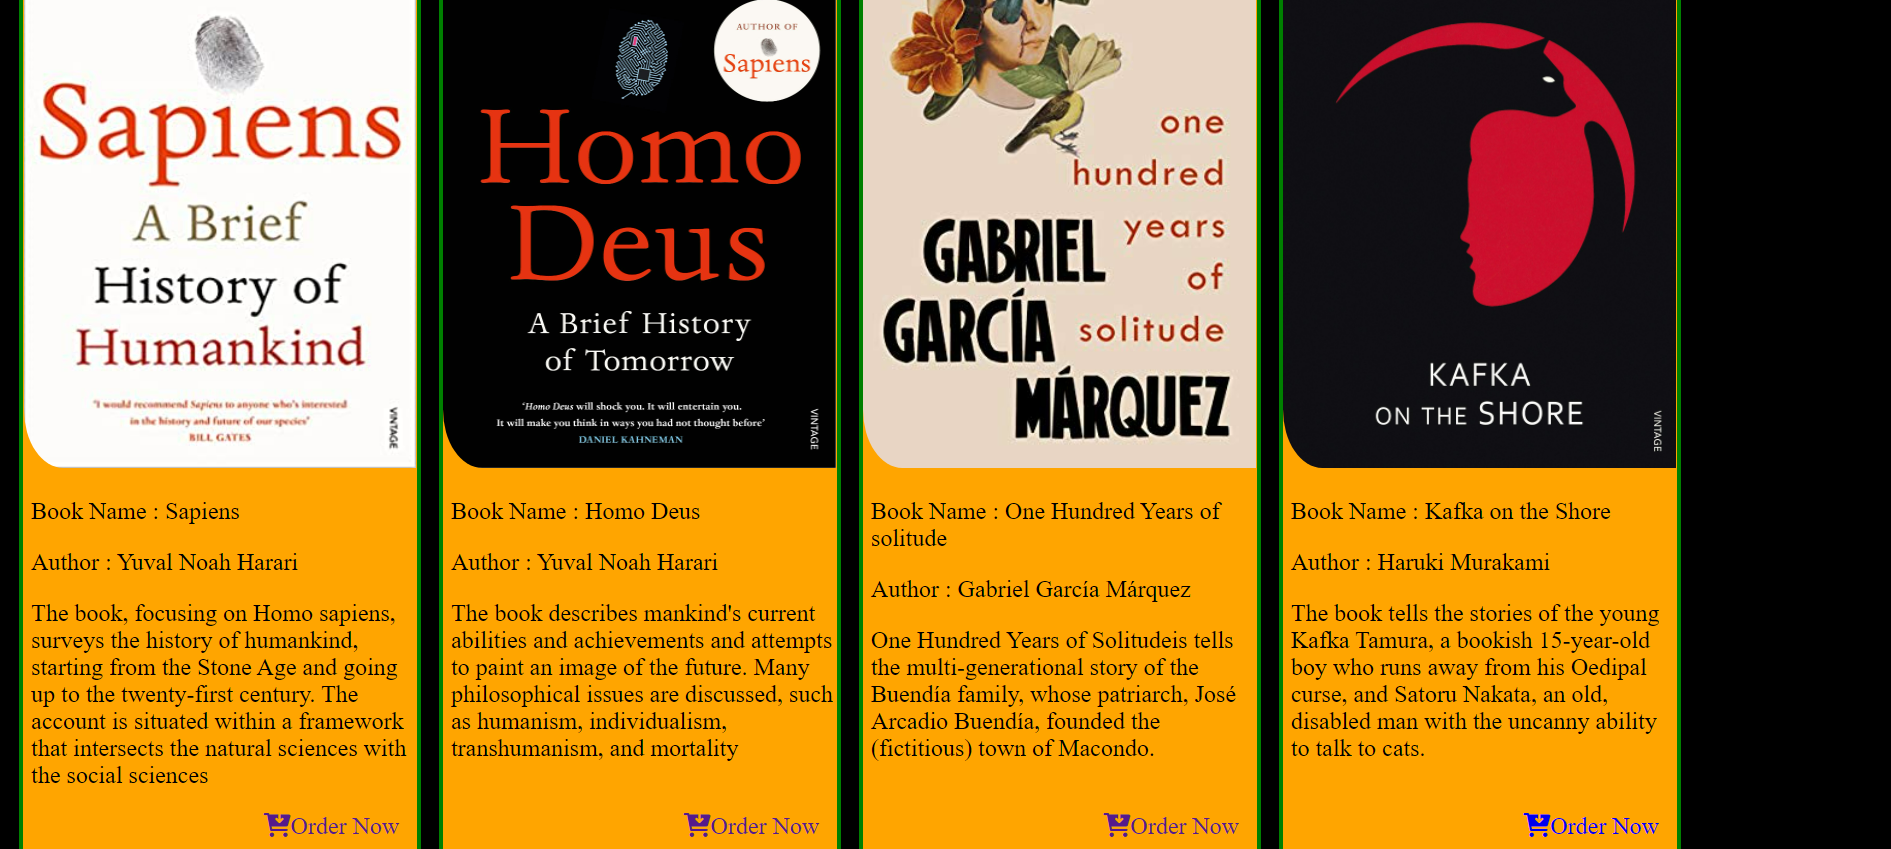 Sapiens
A Brief
History of
Humankind
"I would recommend Sapiens to anyone who's interested
in the history and future of our species"
BILL GATES
VINTAGE
Book Name : Sapiens
Author : Yuval Noah Harari
The book, focusing on Homo sapiens,
surveys the history of humankind,
starting from the Stone Age and going
up to the twenty-first century. The
account is situated within a framework
that intersects the natural sciences with
the social sciences
Order Now
AUTHOR OF
Sapiens
Homo
Deus
A Brief History
of Tomorrow
'Homo Deus will shock you. It will entertain you.
It will make you think in ways you had not thought before'
DANIEL KAHNEMAN
VINTAGE
Book Name : Homo Deus
Author : Yuval Noah Harari
The book describes mankind's current
abilities and achievements and attempts
to paint an image of the future. Many
philosophical issues are discussed, such
as humanism, individualism,
transhumanism, and mortality
Order Now
one
hundred
years
of
solitude
GABRIEL
GARCÍA
MÁRQUEZ
Book Name : One Hundred Years of
solitude
Author : Gabriel García Márquez
One Hundred Years of Solitudeis tells
the multi-generational story of the
Buendía family, whose patriarch, José
Arcadio Buendía, founded the
(fictitious) town of Macondo.
Order Now
KAFKA
ON THE SHORE
VINTAGE
Book Name : Kafka on the Shore
Author : Haruki Murakami
The book tells the stories of the young
Kafka Tamura, a bookish 15-year-old
boy who runs away from his Oedipal
curse, and Satoru Nakata, an old,
disabled man with the uncanny ability
to talk to cats.
Order Now